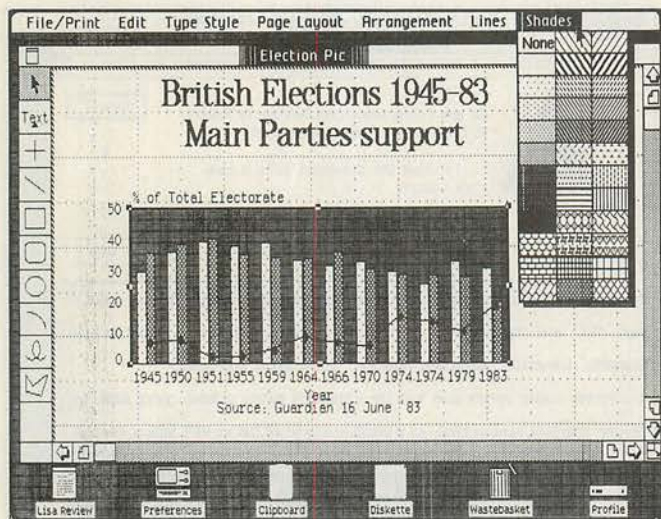 File/Print Edit Type Style Page Layout Arrangement Lines Shades
Election Pic
None
Text
British Elections 1945-83
Main Parties support
% of Total Electorate
50
40
30
20
10
0
1945 1950 1951 1955 1959 1964 1966 1970 1974 1974 1979 1983
Year
Source: Guardian 16 June '83
Lisa Review Preferences Clipboard Diskette Wastebasket Profile